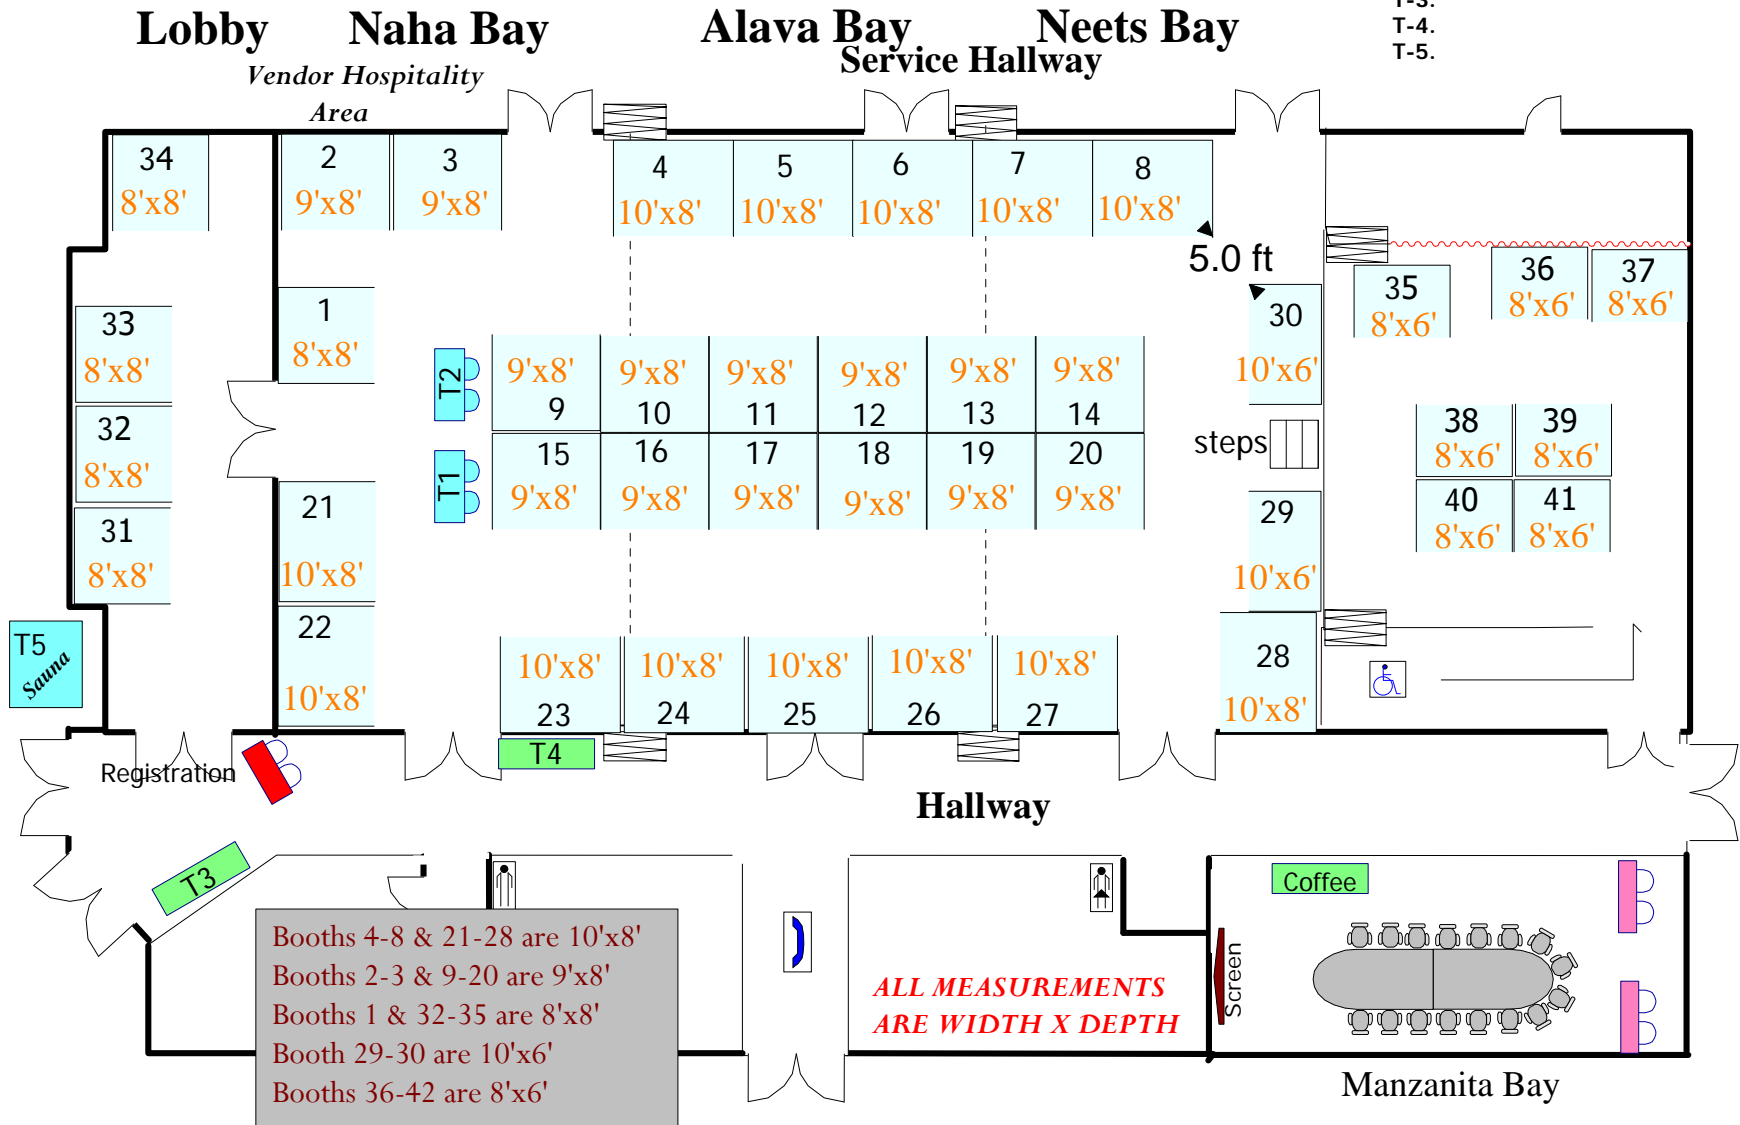 T-3.
T-4.
T-5.
Lobby Naha Bay Alava Bay Neets Bay
Service Hallway
Vendor Hospitality
Area
34
8'x8'
2
9'x8'
3
9'x8'
4
10'x8'
5
10'x8'
6
10'x8'
7
10'x8'
8
10'x8'
5.0 ft
33
8'x8'
32
8'x8'
31
8'x8'
1
8'x8'
T2
T1
9'x8'
9
9'x8'
10
9'x8'
11
9'x8'
12
9'x8'
13
9'x8'
14
15
9'x8'
16
9'x8'
17
9'x8'
18
9'x8'
19
9'x8'
20
9'x8'
30
10'x6'
steps
29
10'x6'
28
10'x8'
35
8'x6'
36
8'x6'
37
8'x6'
38
8'x6'
39
8'x6'
40
8'x6'
41
8'x6'
21
10'x8'
22
10'x8'
T5
Sauna
10'x8'
23
10'x8'
24
10'x8'
25
10'x8'
26
10'x8'
27
T4
Registration
Hallway
T3
Coffee
Screen
Booths 4-8 & 21-28 are 10'x8'
Booths 2-3 & 9-20 are 9'x8'
Booths 1 & 32-35 are 8'x8'
Booth 29-30 are 10'x6'
Booths 36-42 are 8'x6'
ALL MEASUREMENTS
ARE WIDTH X DEPTH
Manzanita Bay